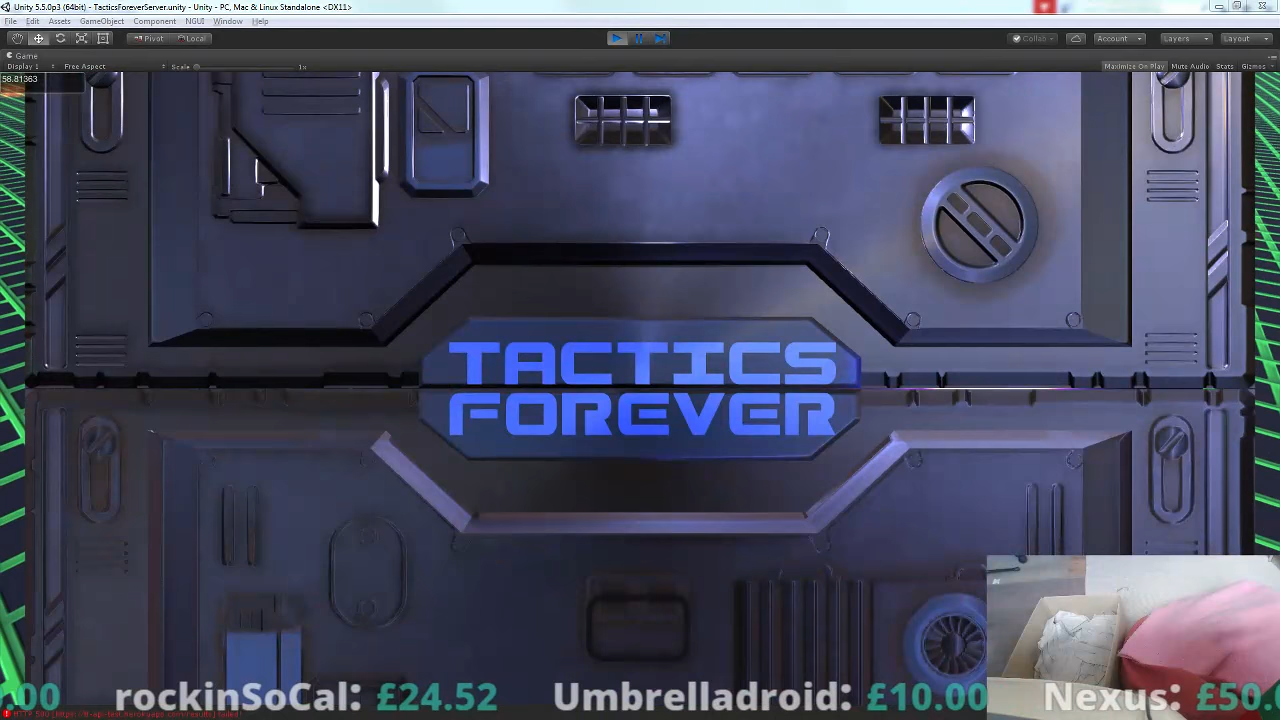 Unity 5.5.0p3 (64bit) - TacticsForeverServer.unity - Unity - PC, Mac & Linux Standalone <DX11>
File Edit Assets GameObject Component NGUI Window Help
Pivot Local Collab Account Layers Layout
Game
Display 1 Free Aspect Scale 1x Maximize On Play Mute Audio Stats Gizmos
58.81363
TACTICS
FOREVER
.00 rockinSoCal: £24.52 Umbrelladroid: £10.00 Nexus: £50.